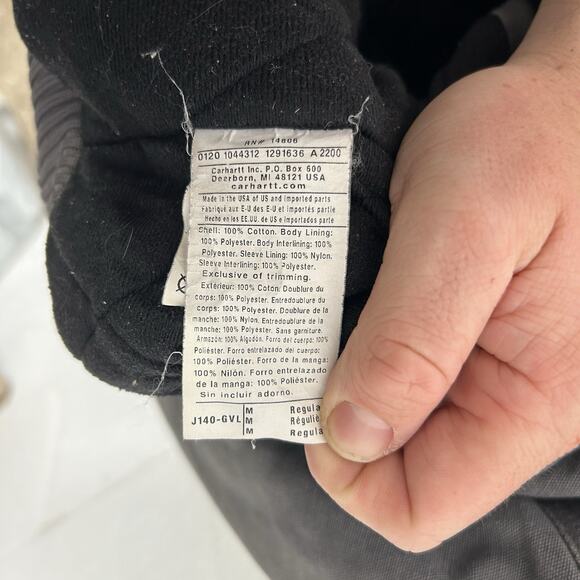 RN# 14806
0120 1044312 1291636 A 2200
Carhartt Inc. P.O. Box 600
Deerborn, MI 48121 USA
carhartt.com
Made in the USA of US and imported parts
Fabriqué aux E-U des E-U et importés partie
Hecho en los EE.UU. de US e importados parte
Shell: 100% Cotton. Body Lining:
100% Polyester. Body Interlining: 100%
Polyester. Sleeve Lining: 100% Nylon.
Sleeve Interlining: 100% Polyester.
Exclusive of trimming.
Extérieur: 100% Coton: Doublure du
corps: 100% Polyester. Entredoublure du
corps: 100% Polyester. Doublure de la
manche: 100% Nylon. Entredoublure de la
manche: 100% Polyester. Sans garniture.
Armazón: 100% Algodón. Forro del cuerpo: 100%
Poliéster. Forro entrelazado del cuerpo:
100% Poliéster. Forro de la manga:
100% Nilón. Forro entrelazado
de la manga: 100% Poliéster.
Sin incluir adorno.
J140-GVL
M Regula
M Régulie
M Regula